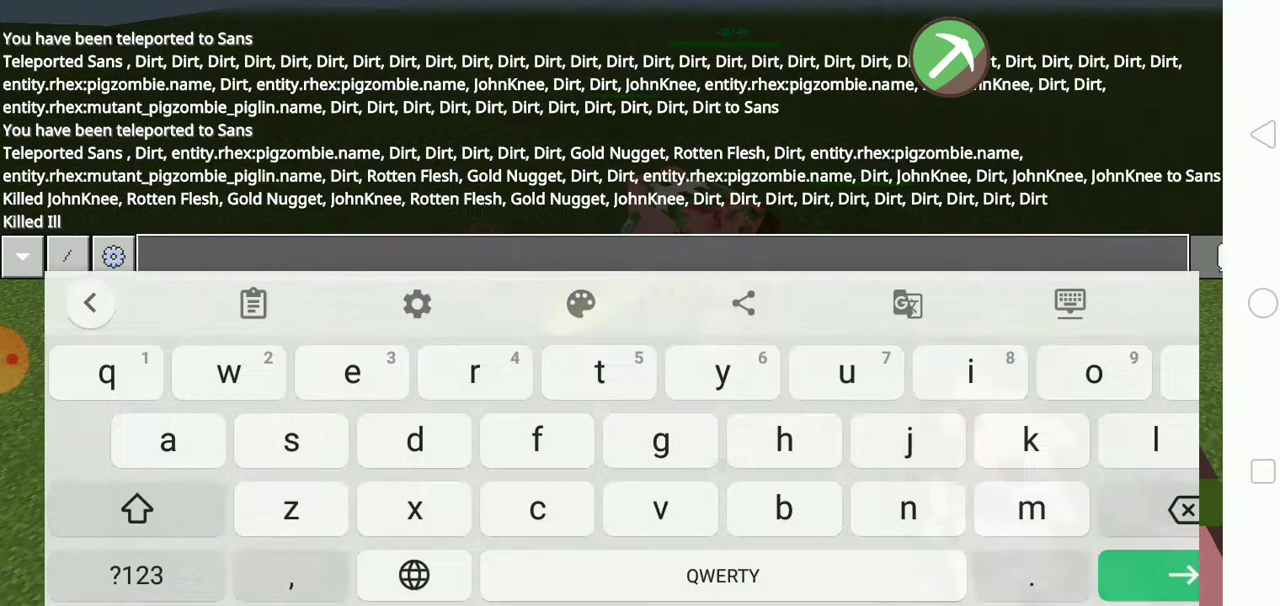 You have been teleported to Sans
Teleported Sans , Dirt, Dirt, Dirt, Dirt, Dirt, Dirt, Dirt, Dirt, Dirt, Dirt, Dirt, Dirt, Dirt, Dirt, Dirt, Dirt, Dirt, Dirt, Dirt, Dirt, Dirt, Dirt, Dirt, Dirt, Dirt, Dirt,
entity.rhex:pigzombie.name, Dirt, entity.rhex:pigzombie.name, JohnKnee, Dirt, Dirt, JohnKnee, entity.rhex:pigzombie.name, Dirt, Dirt,
entity.rhex:mutant_pigzombie_piglin.name, Dirt, Dirt, Dirt, Dirt, Dirt, Dirt, Dirt, Dirt, Dirt, Dirt, Dirt to Sans
You have been teleported to Sans
Teleported Sans , Dirt, entity.rhex:pigzombie.name, Dirt, Dirt, Dirt, Dirt, Dirt, Gold Nugget, Rotten Flesh, Dirt, entity.rhex:pigzombie.name,
entity.rhex:mutant_pigzombie_piglin.name, Dirt, Rotten Flesh, Gold Nugget, Dirt, Dirt, entity.rhex:pigzombie.name, Dirt, JohnKnee, Dirt, JohnKnee, JohnKnee to Sans
Killed JohnKnee, Rotten Flesh, Gold Nugget, JohnKnee, Rotten Flesh, Gold Nugget, JohnKnee, Dirt, Dirt, Dirt, Dirt, Dirt, Dirt, Dirt, Dirt, Dirt, Dirt
Killed Ill
/
q 1 w 2 e 3 r 4 t 5 y 6 u 7 i 8 o 9
a s d f g h j k l
z x c v b n m
?123 , QWERTY .